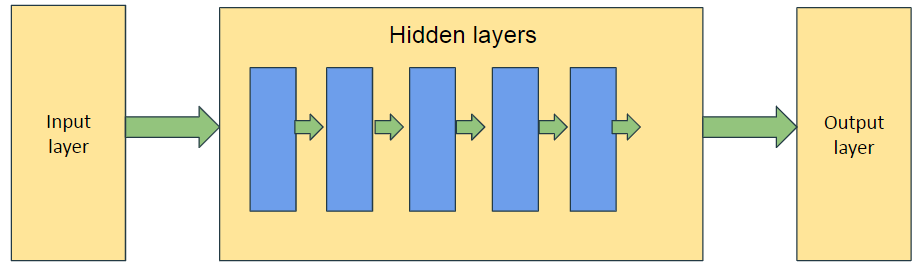 Hidden layers
Input
layer
Output
layer